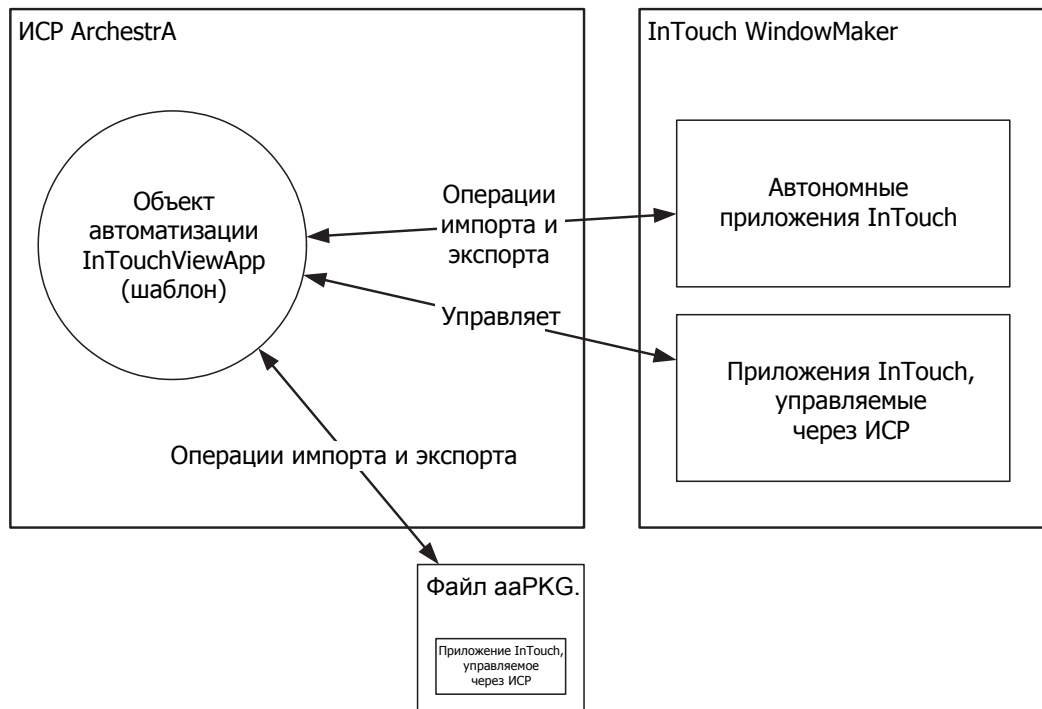 ИСР ArchestrA
Объект
автоматизации
InTouchViewApp
(шаблон)
Операции
импорта и
экспорта
Управляет
Операции импорта и экспорта
InTouch WindowMaker
Автономные
приложения InTouch
Приложения InTouch,
управляемые
через ИСР
Файл aaPKG.
Приложение InTouch,
управляемое
через ИСР